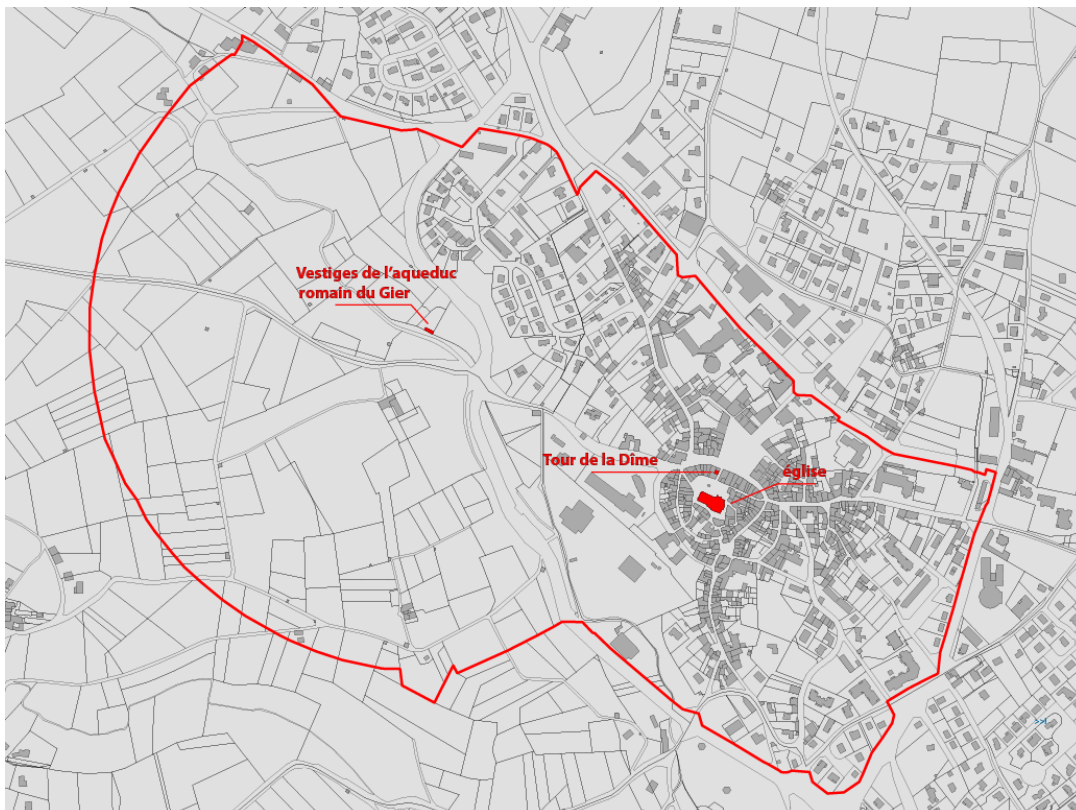 Vestiges de l'aqueduc
romain du Gier
Tour de la Dîme
église
>>I